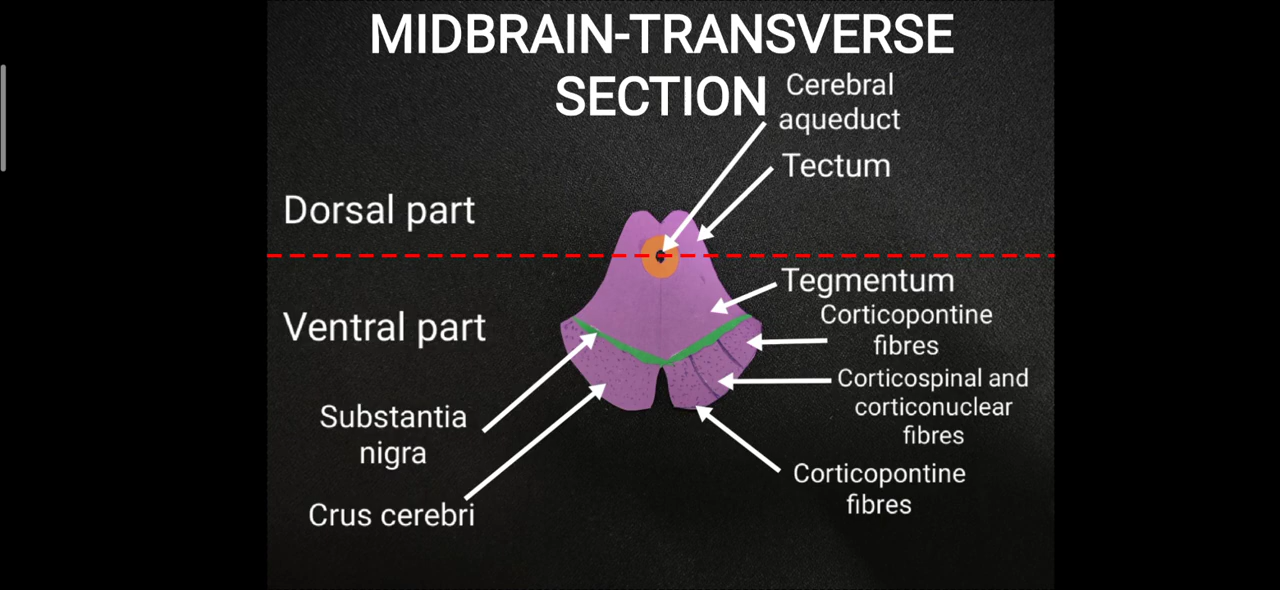 MIDBRAIN-TRANSVERSE
SECTION
Cerebral
aqueduct
Tectum
Dorsal part
Tegmentum
Corticopontine
fibres
Ventral part
Corticospinal and
corticonuclear
fibres
Substantia
nigra
Corticopontine
fibres
Crus cerebri